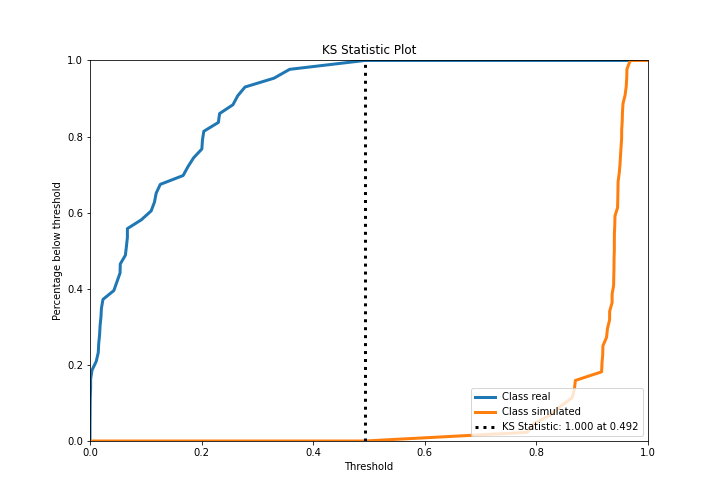 KS Statistic Plot
1.0
0.8
0.6
0.4
0.2
0.0
Percentage below threshold
0.0 0.2 0.4 0.6 0.8 1.0
Threshold
Class real
Class simulated
KS Statistic: 1.000 at 0.492